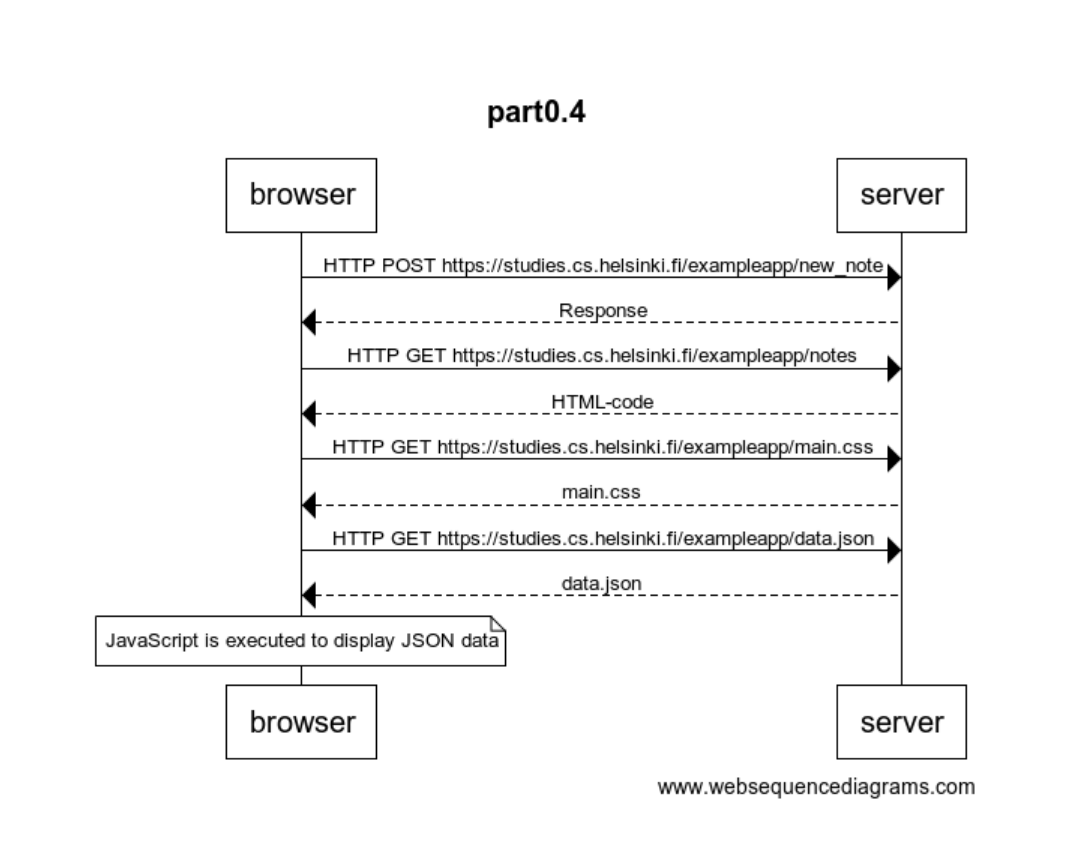 part0.4
browser
server
HTTP POST https://studies.cs.helsinki.fi/exampleapp/new_note
Response
HTTP GET https://studies.cs.helsinki.fi/exampleapp/notes
HTML-code
HTTP GET https://studies.cs.helsinki.fi/exampleapp/main.css
main.css
HTTP GET https://studies.cs.helsinki.fi/exampleapp/data.json
data.json
JavaScript is executed to display JSON data
browser
server
www.websequencediagrams.com